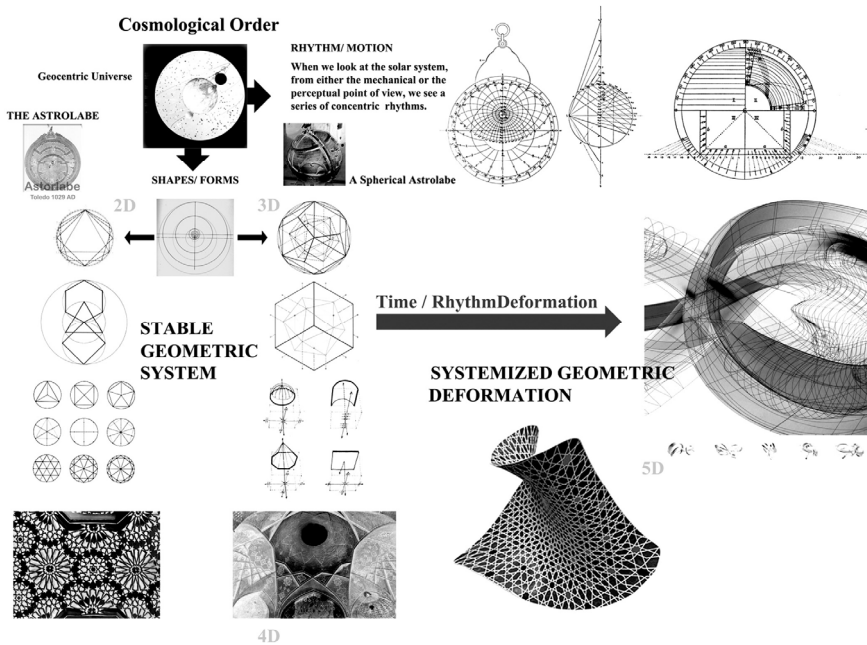 Cosmological Order
Geocentric Universe
RHYTHM/ MOTION
When we look at the solar system,
from either the mechanical or the
perceptual point of view, we see a
series of concentric rhythms.
THE ASTROLABE
Astorlabe
Toledo 1029 AD
SHAPES/ FORMS
A Spherical Astrolabe
2D
3D
STABLE
GEOMETRIC
SYSTEM
Time / RhythmDeformation
SYSTEMIZED GEOMETRIC
DEFORMATION
5D
4D